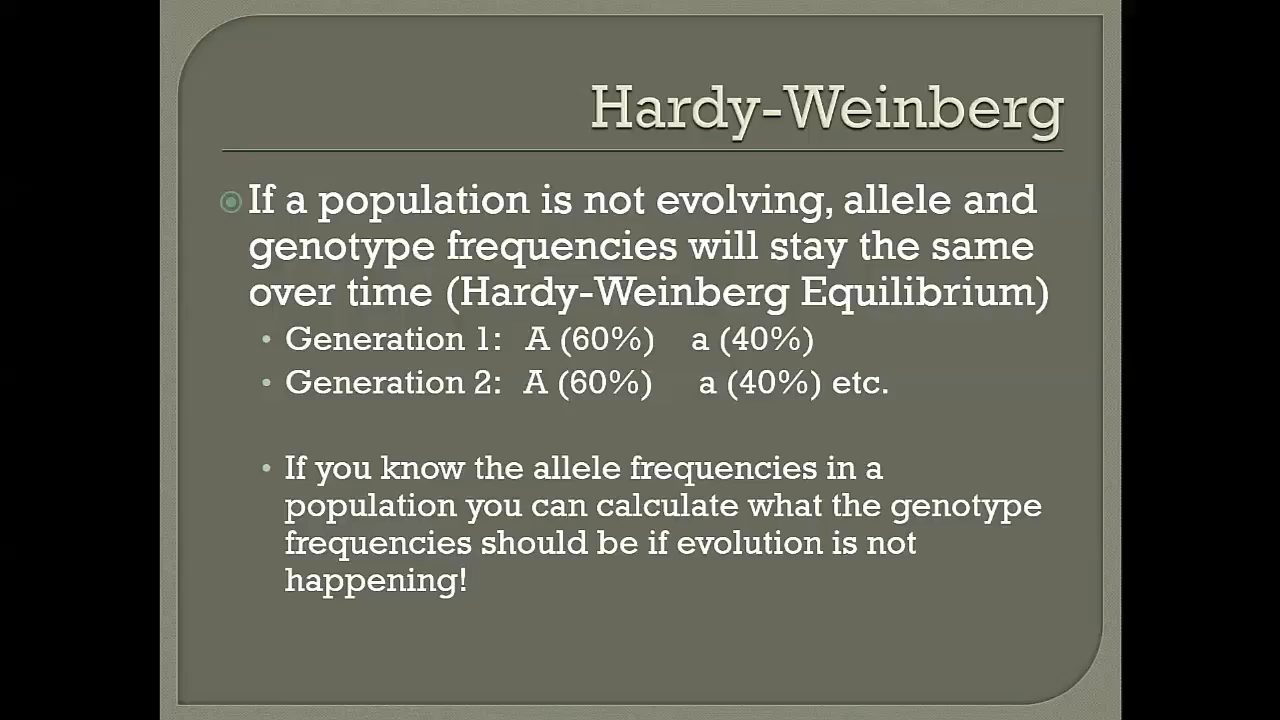 Hardy-Weinberg
If a population is not evolving, allele and
genotype frequencies will stay the same
over time (Hardy-Weinberg Equilibrium)
• Generation 1: A (60%) a (40%)
• Generation 2: A (60%) a (40%) etc.
• If you know the allele frequencies in a
population you can calculate what the genotype
frequencies should be if evolution is not
happening!